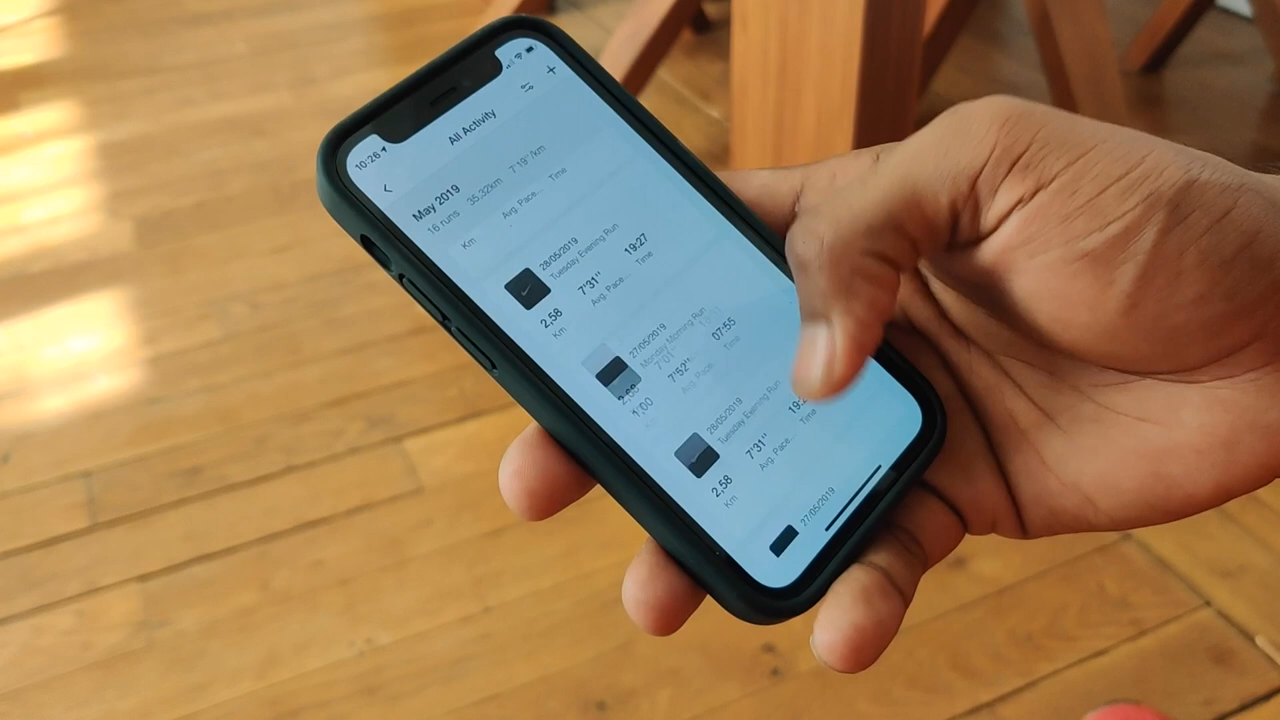 10:26
All Activity
May 2019
16 runs 35.32km 7'19"/km
Km Avg. Pace... Time
28/05/2019
Tuesday Evening Run
2,58 7'31" 19:27
Km Avg. Pace... Time
27/05/2019
Monday Morning Run
7'01"
1,00 7'52" 07:55
Avg. Pace Time
28/05/2019
Tuesday Evening Run
2,58 7'31"
Km Avg. Pace... Time
27/05/2019